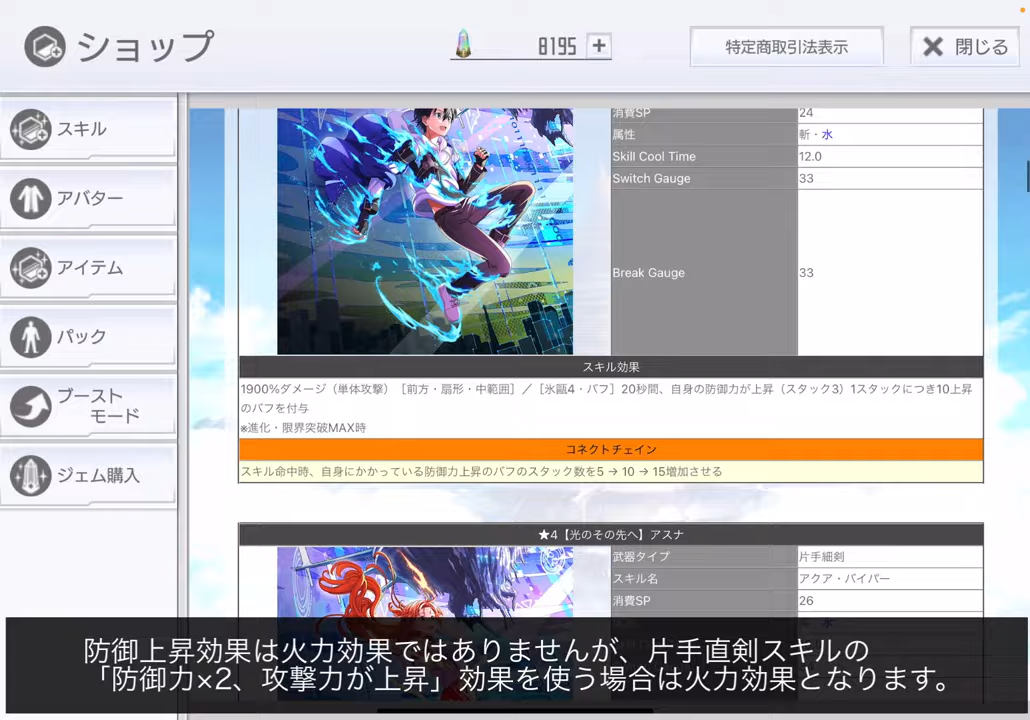 ショップ
8195
特定商取引法表示
閉じる
スキル
アバター
アイテム
パック
ブースト
モード
ジェム購入
消費SP 24
属性 斬・水
Skill Cool Time 12.0
Switch Gauge 33
Break Gauge 33
スキル効果
1900%ダメージ（単体攻撃）［前方・扇形・中範囲］／［氷甌4・バフ］20秒間、自身の防御力が上昇（スタック3）1スタックにつき10上昇
のバフを付与
※進化・限界突破MAX時
コネクトチェイン
スキル命中時、自身にかかっている防御力上昇のバフのスタック数を5 → 10 → 15増加させる
★4【光のその先へ】アスナ
武器タイプ 片手細剣
スキル名 アクア・バイパー
消費SP 26
防御上昇効果は火力効果ではありませんが、片手直剣スキルの
「防御力×2、攻撃力が上昇」効果を使う場合は火力効果となります。